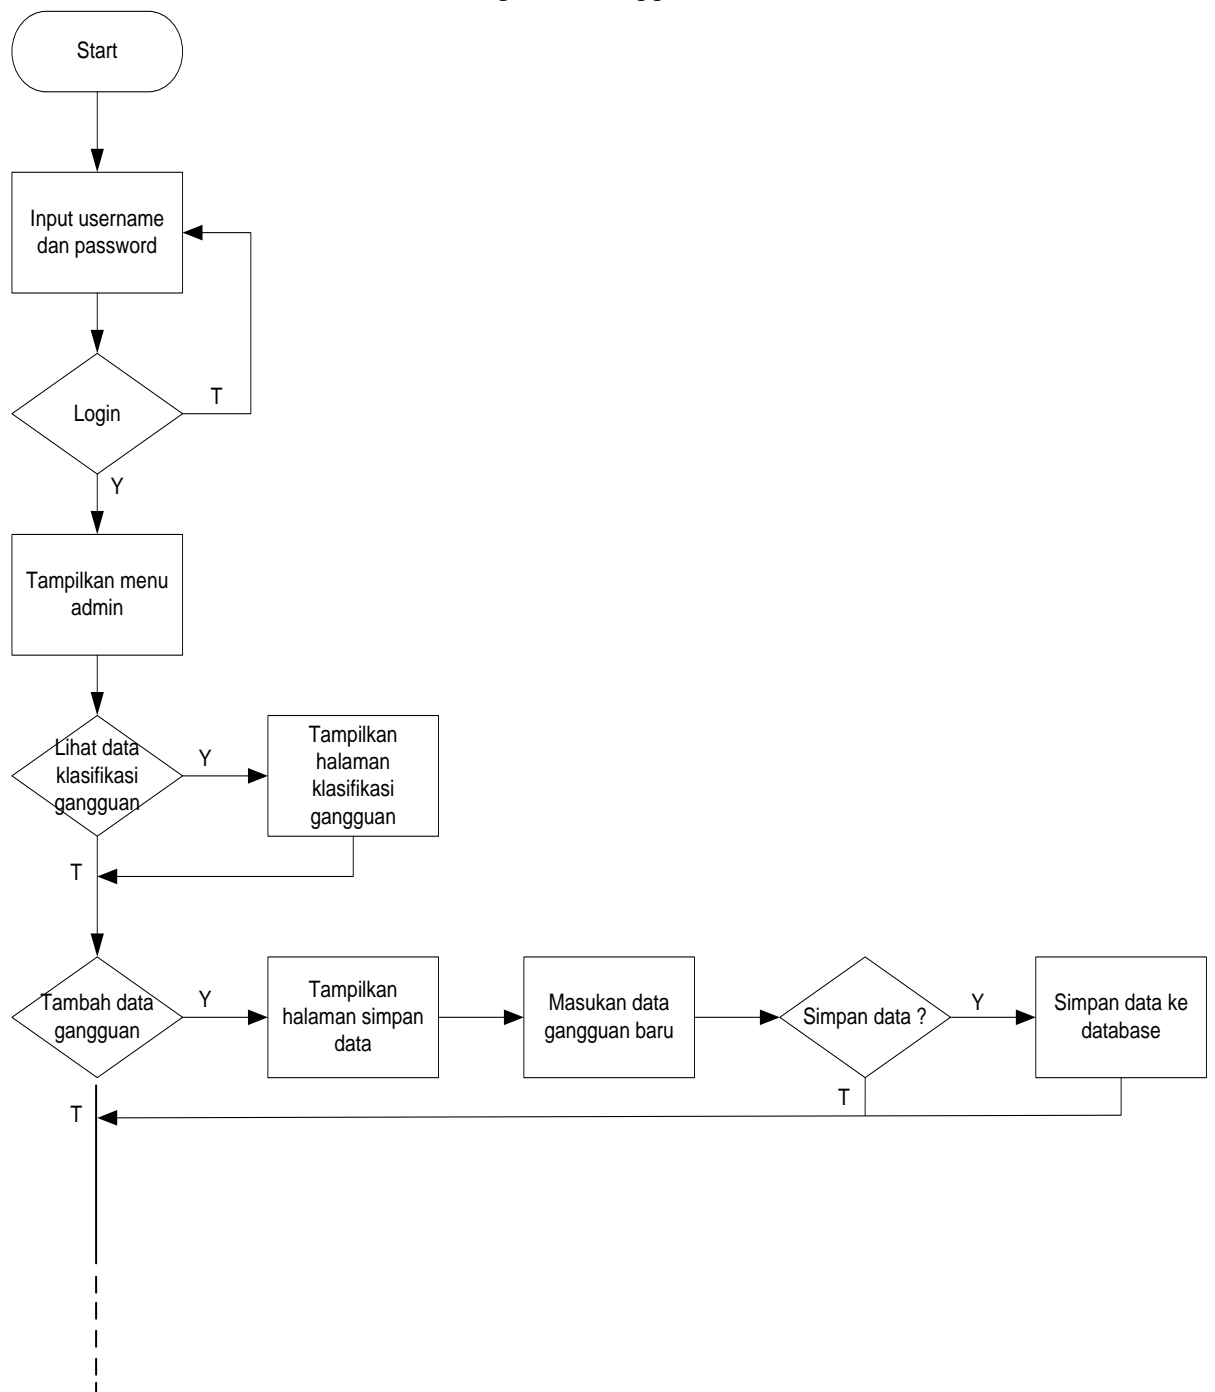 Start
Input username
dan password
Login
T
Y
Tampilkan menu
admin
Lihat data
klasifikasi
gangguan
Y
Tampilkan
halaman
klasifikasi
gangguan
T
Tambah data
gangguan
Y
Tampilkan
halaman simpan
data
Masukan data
gangguan baru
Simpan data ?
Y
Simpan data ke
database
T
T